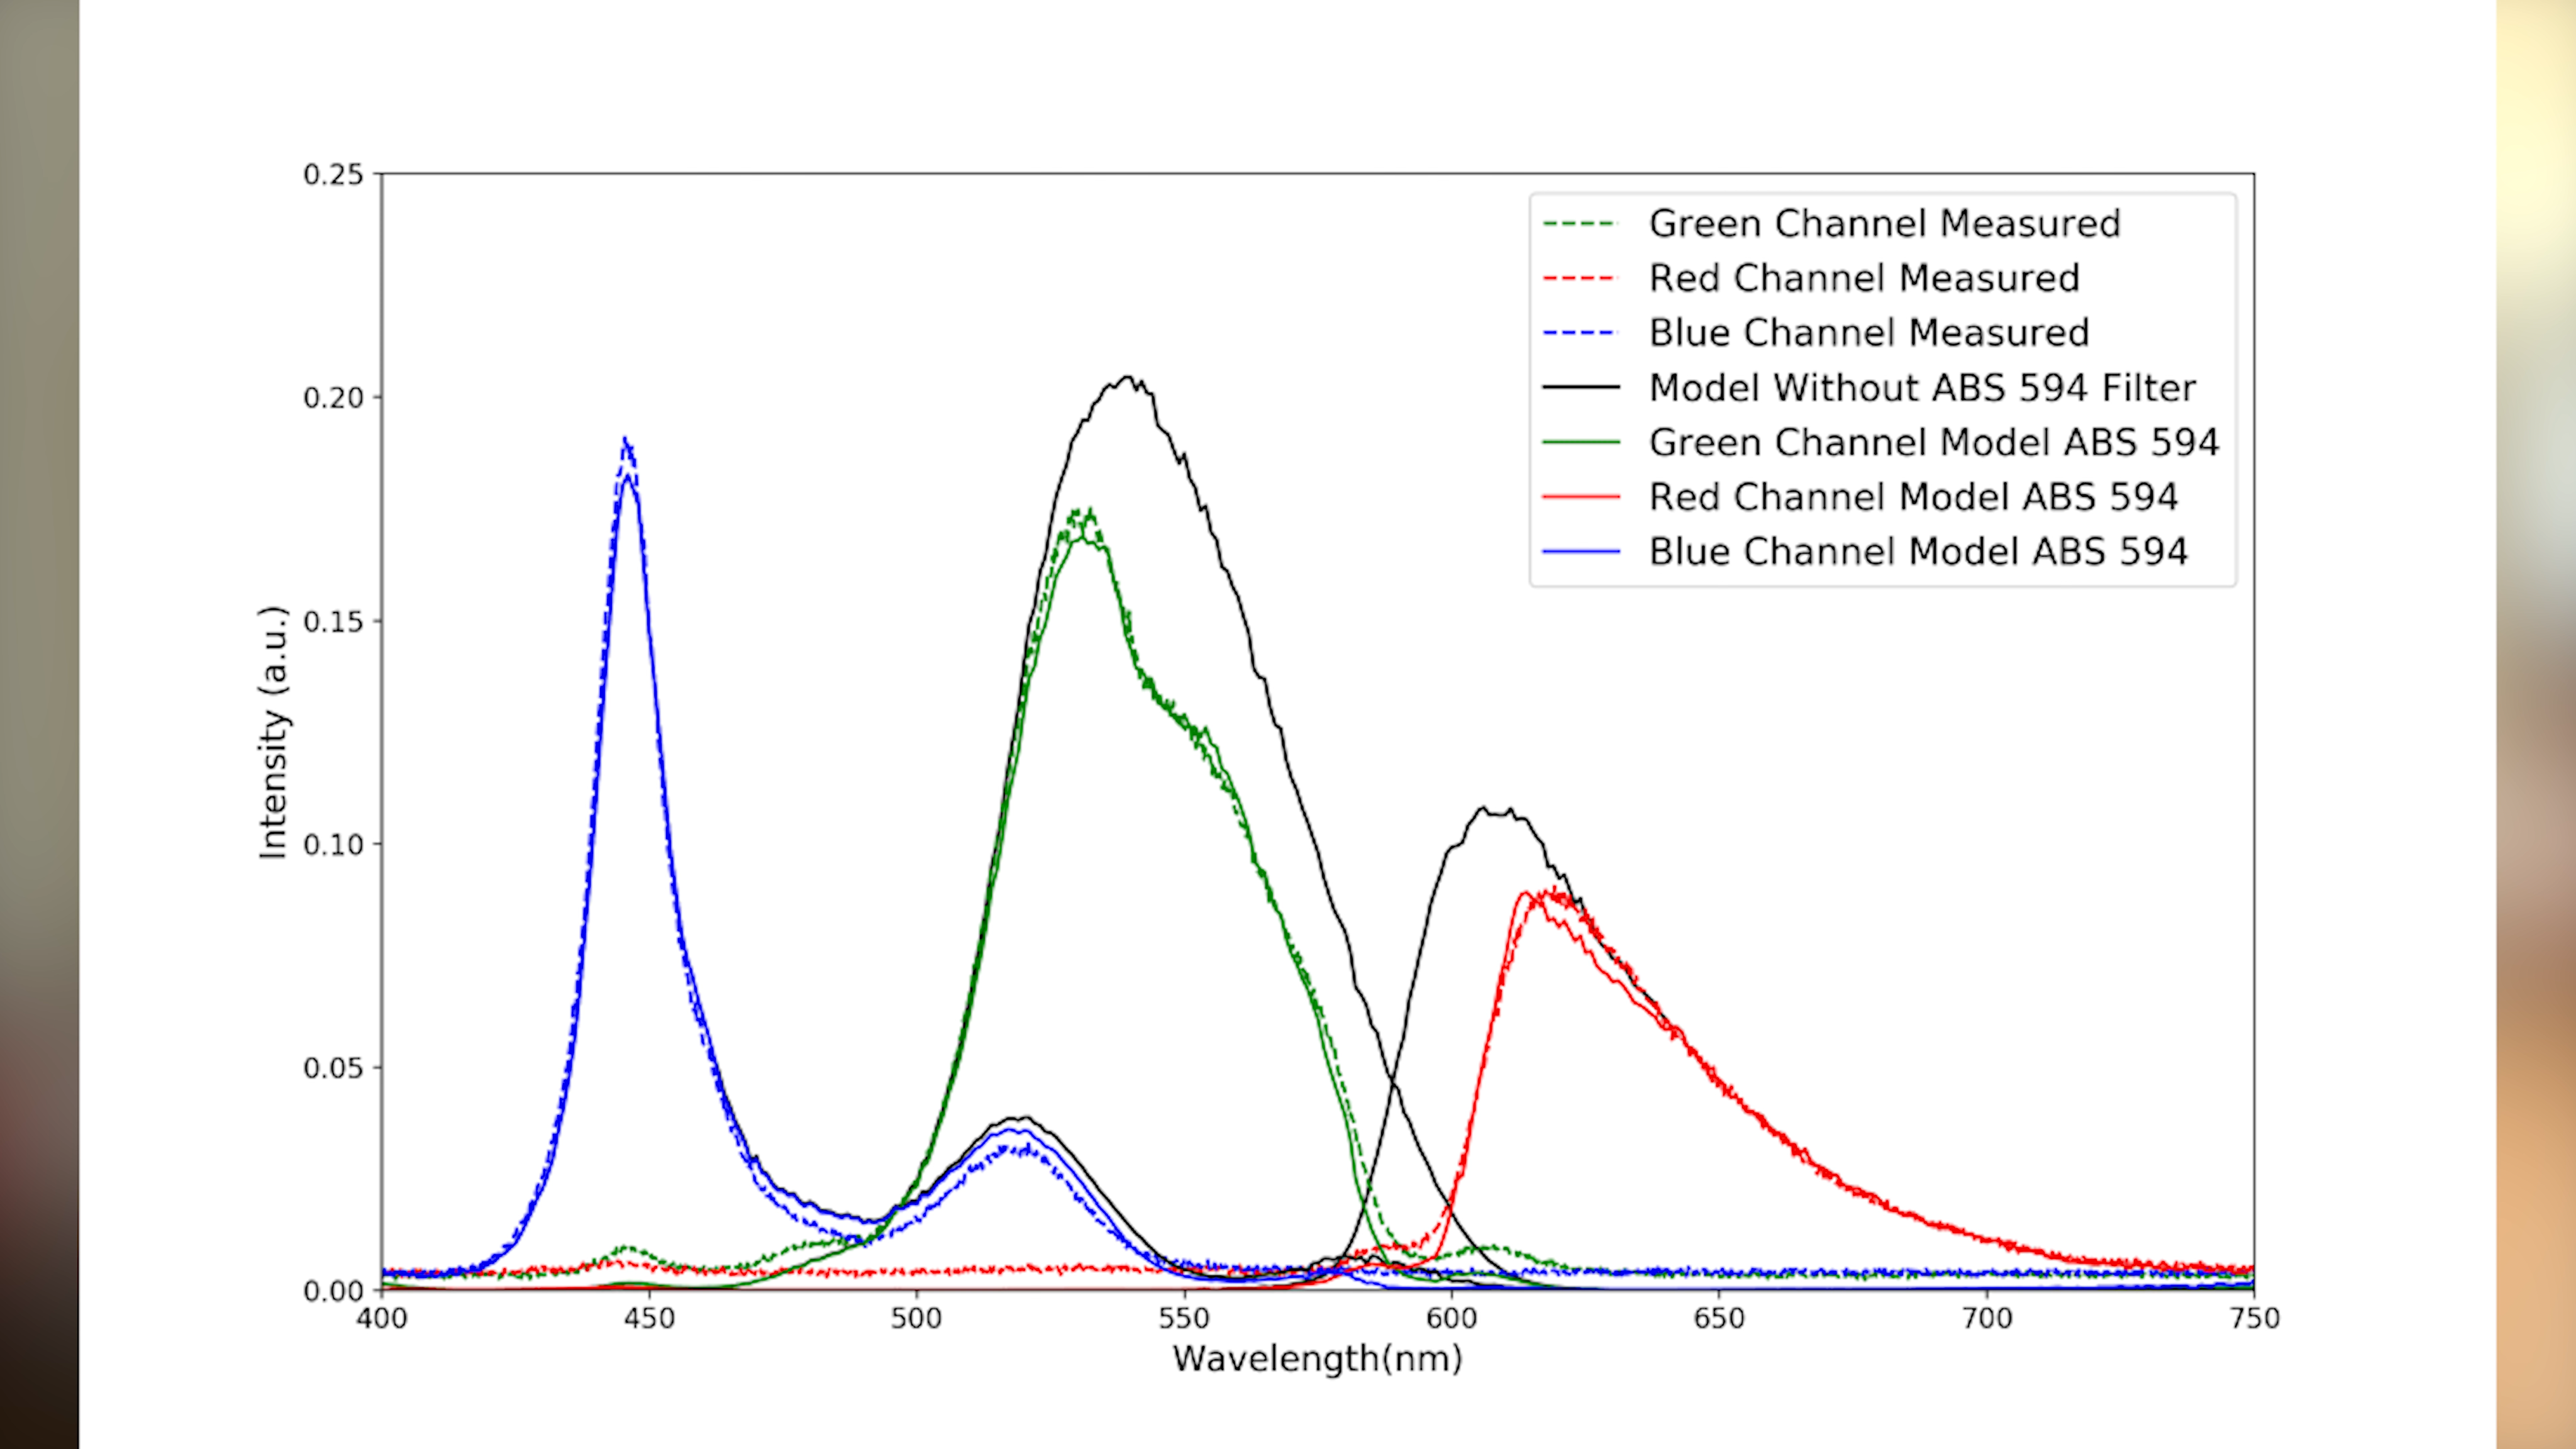 0.25
0.20
0.15
0.10
0.05
0.00
Intensity (a.u.)
400 450 500 550 600 650 700 750
Wavelength(nm)
Green Channel Measured
Red Channel Measured
Blue Channel Measured
Model Without ABS 594 Filter
Green Channel Model ABS 594
Red Channel Model ABS 594
Blue Channel Model ABS 594